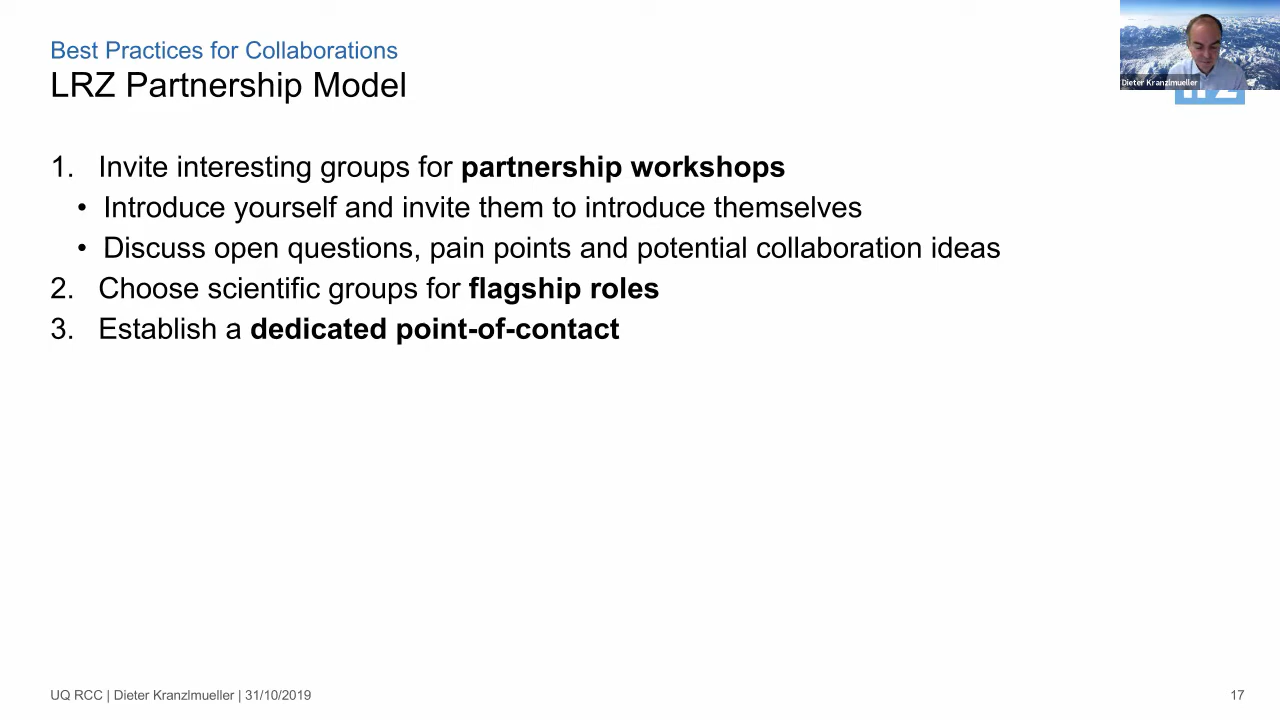 Best Practices for Collaborations
LRZ Partnership Model
Dieter Kranzlmueller
1. Invite interesting groups for partnership workshops
• Introduce yourself and invite them to introduce themselves
• Discuss open questions, pain points and potential collaboration ideas
2. Choose scientific groups for flagship roles
3. Establish a dedicated point-of-contact
UQ RCC | Dieter Kranzlmueller | 31/10/2019
17